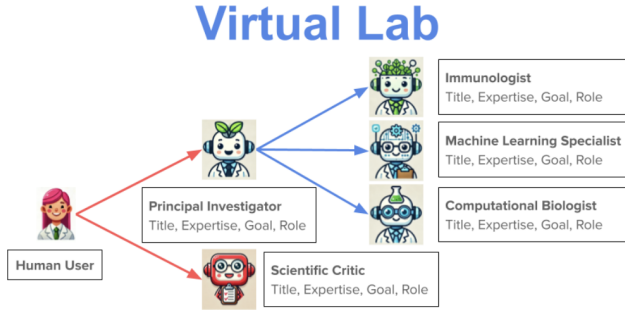 Virtual Lab
Immunologist
Title, Expertise, Goal, Role
Machine Learning Specialist
Title, Expertise, Goal, Role
Principal Investigator
Title, Expertise, Goal, Role
Computational Biologist
Title, Expertise, Goal, Role
Human User
Scientific Critic
Title, Expertise, Goal, Role